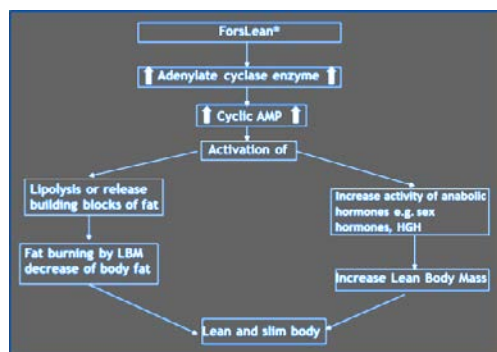 ForsLean®
Adenylate cyclase enzyme
Cyclic AMP
Activation of
Lipolysis or release
building blocks of fat
Increase activity of anabolic
hormones e.g. sex
hormones, HGH
Fat burning by LBM
decrease of body fat
Increase Lean Body Mass
Lean and slim body